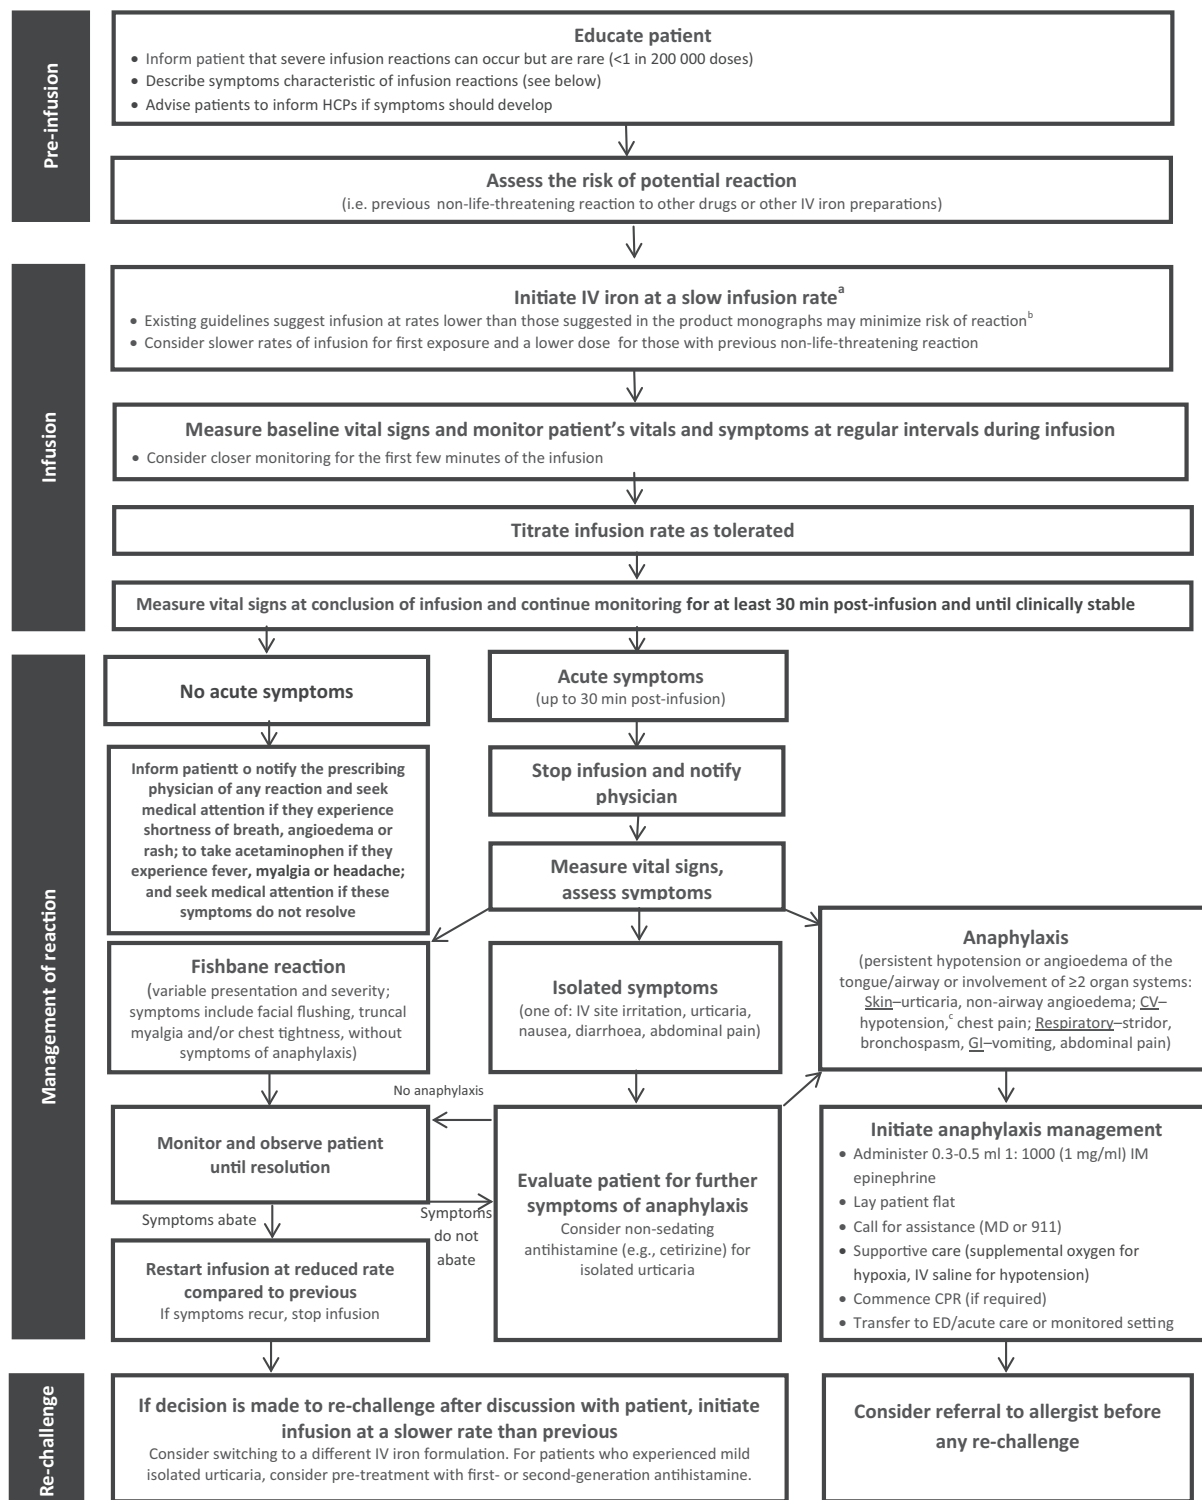 Pre-infusion
Educate patient
• Inform patient that severe infusion reactions can occur but are rare (<1 in 200 000 doses)
• Describe symptoms characteristic of infusion reactions (see below)
• Advise patients to inform HCPs if symptoms should develop
Assess the risk of potential reaction
(i.e. previous non-life-threatening reaction to other drugs or other IV iron preparations)
Infusion
Initiate IV iron at a slow infusion rate^a
• Existing guidelines suggest infusion at rates lower than those suggested in the product monographs may minimize risk of reaction^b
• Consider slower rates of infusion for first exposure and a lower dose for those with previous non-life-threatening reaction
Measure baseline vital signs and monitor patient's vitals and symptoms at regular intervals during infusion
• Consider closer monitoring for the first few minutes of the infusion
Titrate infusion rate as tolerated
Measure vital signs at conclusion of infusion and continue monitoring for at least 30 min post-infusion and until clinically stable
Management of reaction
No acute symptoms
Inform patientt o notify the prescribing
physician of any reaction and seek
medical attention if they experience
shortness of breath, angioedema or
rash; to take acetaminophen if they
experience fever, myalgia or headache;
and seek medical attention if these
symptoms do not resolve
Acute symptoms
(up to 30 min post-infusion)
Stop infusion and notify
physician
Measure vital signs,
assess symptoms
Fishbane reaction
(variable presentation and severity;
symptoms include facial flushing, truncal
myalgia and/or chest tightness, without
symptoms of anaphylaxis)
Isolated symptoms
(one of: IV site irritation, urticaria,
nausea, diarrhoea, abdominal pain)
Anaphylaxis
(persistent hypotension or angioedema of the
tongue/airway or involvement of ≥2 organ systems:
Skin–urticaria, non-airway angioedema; CV–
hypotension,^c chest pain; Respiratory–stridor,
bronchospasm, GI–vomiting, abdominal pain)
No anaphylaxis
Monitor and observe patient
until resolution
Symptoms abate
Symptoms
do not
abate
Restart infusion at reduced rate
compared to previous
If symptoms recur, stop infusion
Evaluate patient for further
symptoms of anaphylaxis
Consider non-sedating
antihistamine (e.g., cetirizine) for
isolated urticaria
Initiate anaphylaxis management
• Administer 0.3-0.5 ml 1: 1000 (1 mg/ml) IM
epinephrine
• Lay patient flat
• Call for assistance (MD or 911)
• Supportive care (supplemental oxygen for
hypoxia, IV saline for hypotension)
• Commence CPR (if required)
• Transfer to ED/acute care or monitored setting
Re-challenge
If decision is made to re-challenge after discussion with patient, initiate
infusion at a slower rate than previous
Consider switching to a different IV iron formulation. For patients who experienced mild
isolated urticaria, consider pre-treatment with first- or second-generation antihistamine.
Consider referral to allergist before
any re-challenge